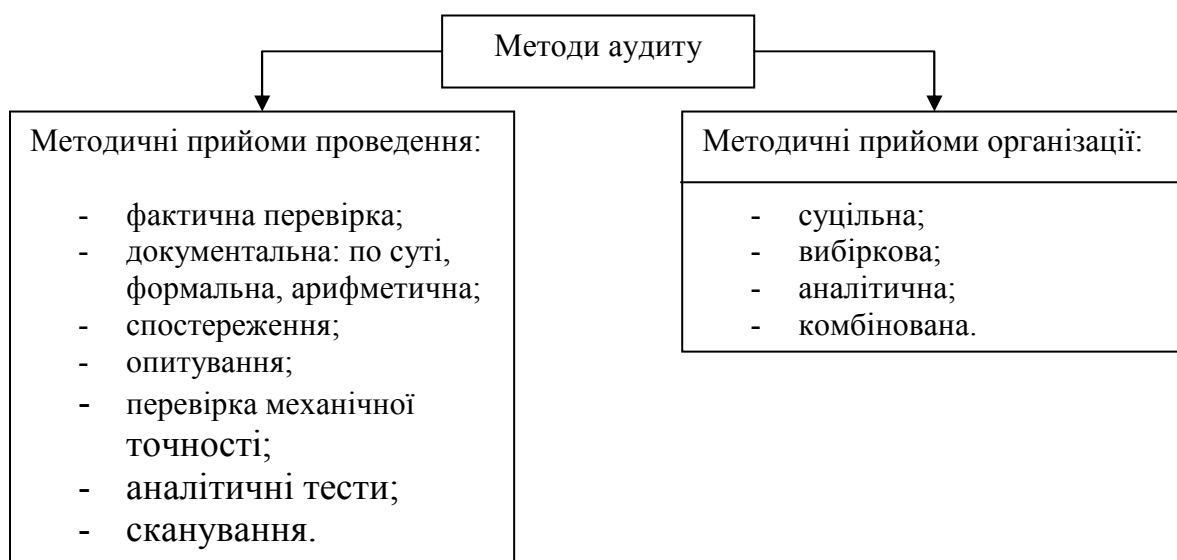 Методи аудиту
Методичні прийоми проведення:
- фактична перевірка;
- документальна: по суті,
формальна, арифметична;
- спостереження;
- опитування;
- перевірка механічної
точності;
- аналітичні тести;
- сканування.
Методичні прийоми організації:
- суцільна;
- вибіркова;
- аналітична;
- комбінована.